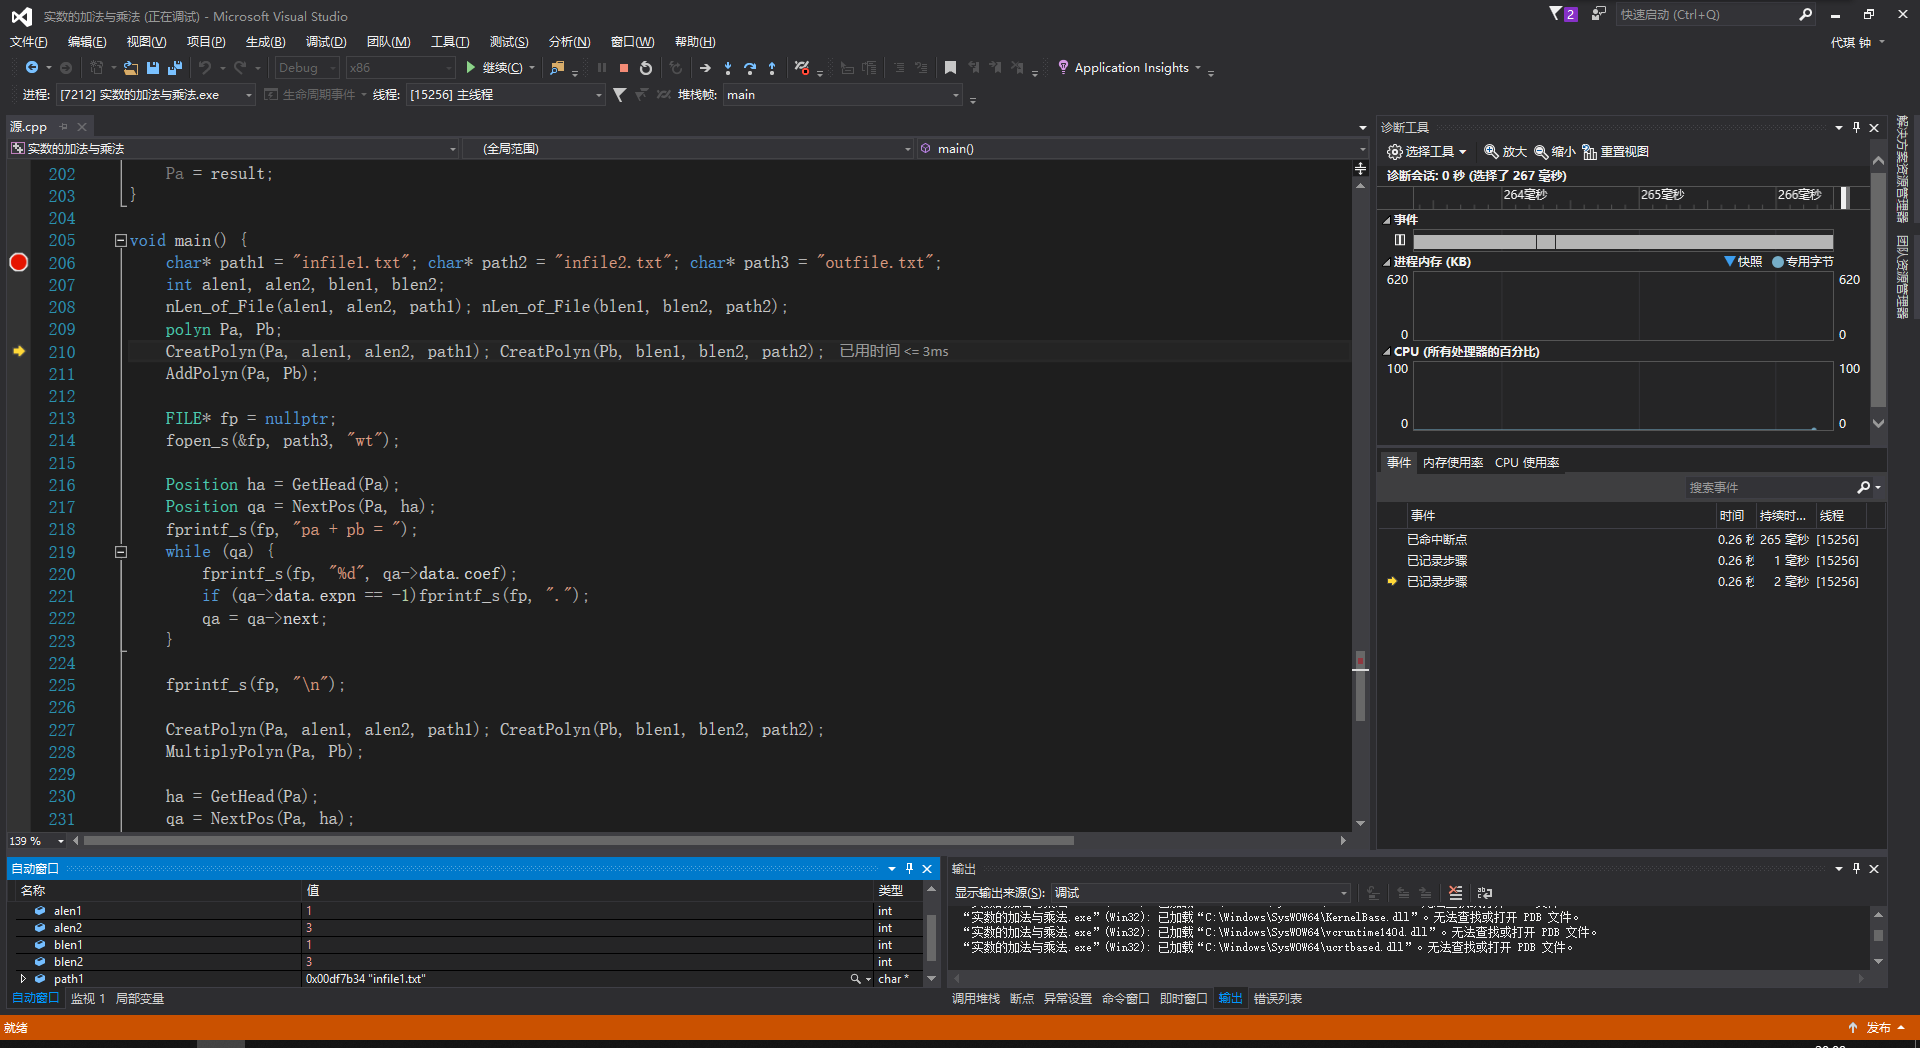 实数的加法与乘法 (正在调试) - Microsoft Visual Studio
2
快速启动 (Ctrl+Q)
文件(F) 编辑(E) 视图(V) 项目(P) 生成(B) 调试(D) 团队(M) 工具(T) 测试(S) 分析(N) 窗口(W) 帮助(H)
代琪 钟
Debug x86 继续(C) Application Insights
进程: [7212] 实数的加法与乘法.exe 生命周期事件 线程: [15256] 主线程 堆栈帧: main
源.cpp
实数的加法与乘法 (全局范围) main()
202 Pa = result;
203 }
204
205 void main() {
206 char* path1 = "infile1.txt"; char* path2 = "infile2.txt"; char* path3 = "outfile.txt";
207 int alen1, alen2, blen1, blen2;
208 nLen_of_File(alen1, alen2, path1); nLen_of_File(blen1, blen2, path2);
209 polyn Pa, Pb;
210 CreatPolyn(Pa, alen1, alen2, path1); CreatPolyn(Pb, blen1, blen2, path2); 已用时间 <= 3ms
211 AddPolyn(Pa, Pb);
212
213 FILE* fp = nullptr;
214 fopen_s(&fp, path3, "wt");
215
216 Position ha = GetHead(Pa);
217 Position qa = NextPos(Pa, ha);
218 fprintf_s(fp, "pa + pb = ");
219 while (qa) {
220 fprintf_s(fp, "%d", qa->data.coef);
221 if (qa->data.expn == -1)fprintf_s(fp, ".");
222 qa = qa->next;
223 }
224
225 fprintf_s(fp, "\n");
226
227 CreatPolyn(Pa, alen1, alen2, path1); CreatPolyn(Pb, blen1, blen2, path2);
228 MultiplyPolyn(Pa, Pb);
229
230 ha = GetHead(Pa);
231 qa = NextPos(Pa, ha);
139 %
诊断工具
选择工具 放大 缩小 重置视图
诊断会话: 0 秒 (选择了 267 毫秒)
264毫秒 265毫秒 266毫秒
事件
进程内存 (KB) 快照 专用字节
620 620
0 0
CPU (所有处理器的百分比)
100 100
0 0
事件 内存使用率 CPU 使用率
搜索事件
事件 时间 持续时... 线程
已命中断点 0.26 秒 265 毫秒 [15256]
已记录步骤 0.26 秒 1 毫秒 [15256]
已记录步骤 0.26 秒 2 毫秒 [15256]
解决方案资源管理器
团队资源管理器
自动窗口
名称 值 类型
alen1 1 int
alen2 3 int
blen1 1 int
blen2 3 int
path1 0x00df7b34 "infile1.txt" char *
自动窗口 监视 1 局部变量
输出
显示输出来源(S): 调试
“实数的加法与乘法.exe”(Win32): 已加载“C:\Windows\SysWOW64\KernelBase.dll”。无法查找或打开 PDB 文件。
“实数的加法与乘法.exe”(Win32): 已加载“C:\Windows\SysWOW64\vcruntime140d.dll”。无法查找或打开 PDB 文件。
“实数的加法与乘法.exe”(Win32): 已加载“C:\Windows\SysWOW64\ucrtbased.dll”。无法查找或打开 PDB 文件。
调用堆栈 断点 异常设置 命令窗口 即时窗口 输出 错误列表
就绪
发布